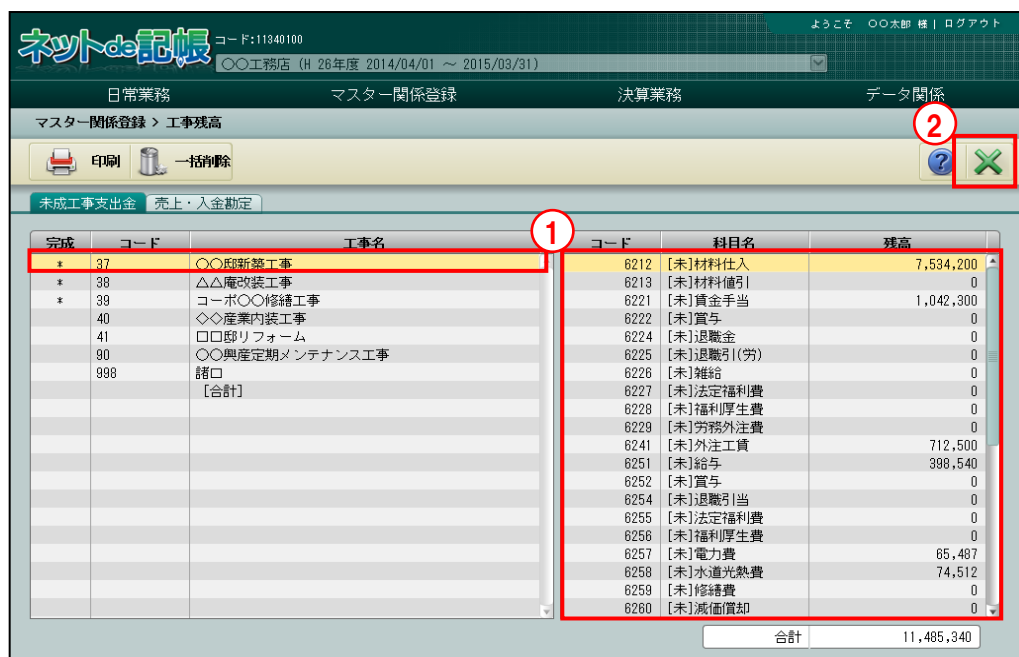 ようこそ 〇〇太郎 様 | ログアウト
ネットde記帳 コード:11340100
〇〇工務店 (H 26年度 2014/04/01 ～ 2015/03/31)
日常業務 マスター関係登録 決算業務 データ関係
マスター関係登録 > 工事残高
②
印刷 一括削除 ?
未成工事支出金 売上・入金勘定
①
完成 コード 工事名 コード 科目名 残高
* 37 〇〇邸新築工事 6212 [未]材料仕入 7,534,200
* 38 △△庵改装工事 6213 [未]材料値引 0
* 39 コーポ〇〇修繕工事 6221 [未]賃金手当 1,042,300
40 ◇◇産業内装工事 6222 [未]賞与 0
41 □□邸リフォーム 6224 [未]退職金 0
90 〇〇興産定期メンテナンス工事 6225 [未]退職引(労) 0
998 諸口 6226 [未]雑給 0
[合計] 6227 [未]法定福利費 0
6228 [未]福利厚生費 0
6229 [未]労務外注費 0
6241 [未]外注工賃 712,500
6251 [未]給与 398,540
6252 [未]賞与 0
6254 [未]退職引当 0
6255 [未]法定福利費 0
6256 [未]福利厚生費 0
6257 [未]電力費 65,487
6258 [未]水道光熱費 74,512
6259 [未]修繕費 0
6260 [未]減価償却 0
合計 11,485,340